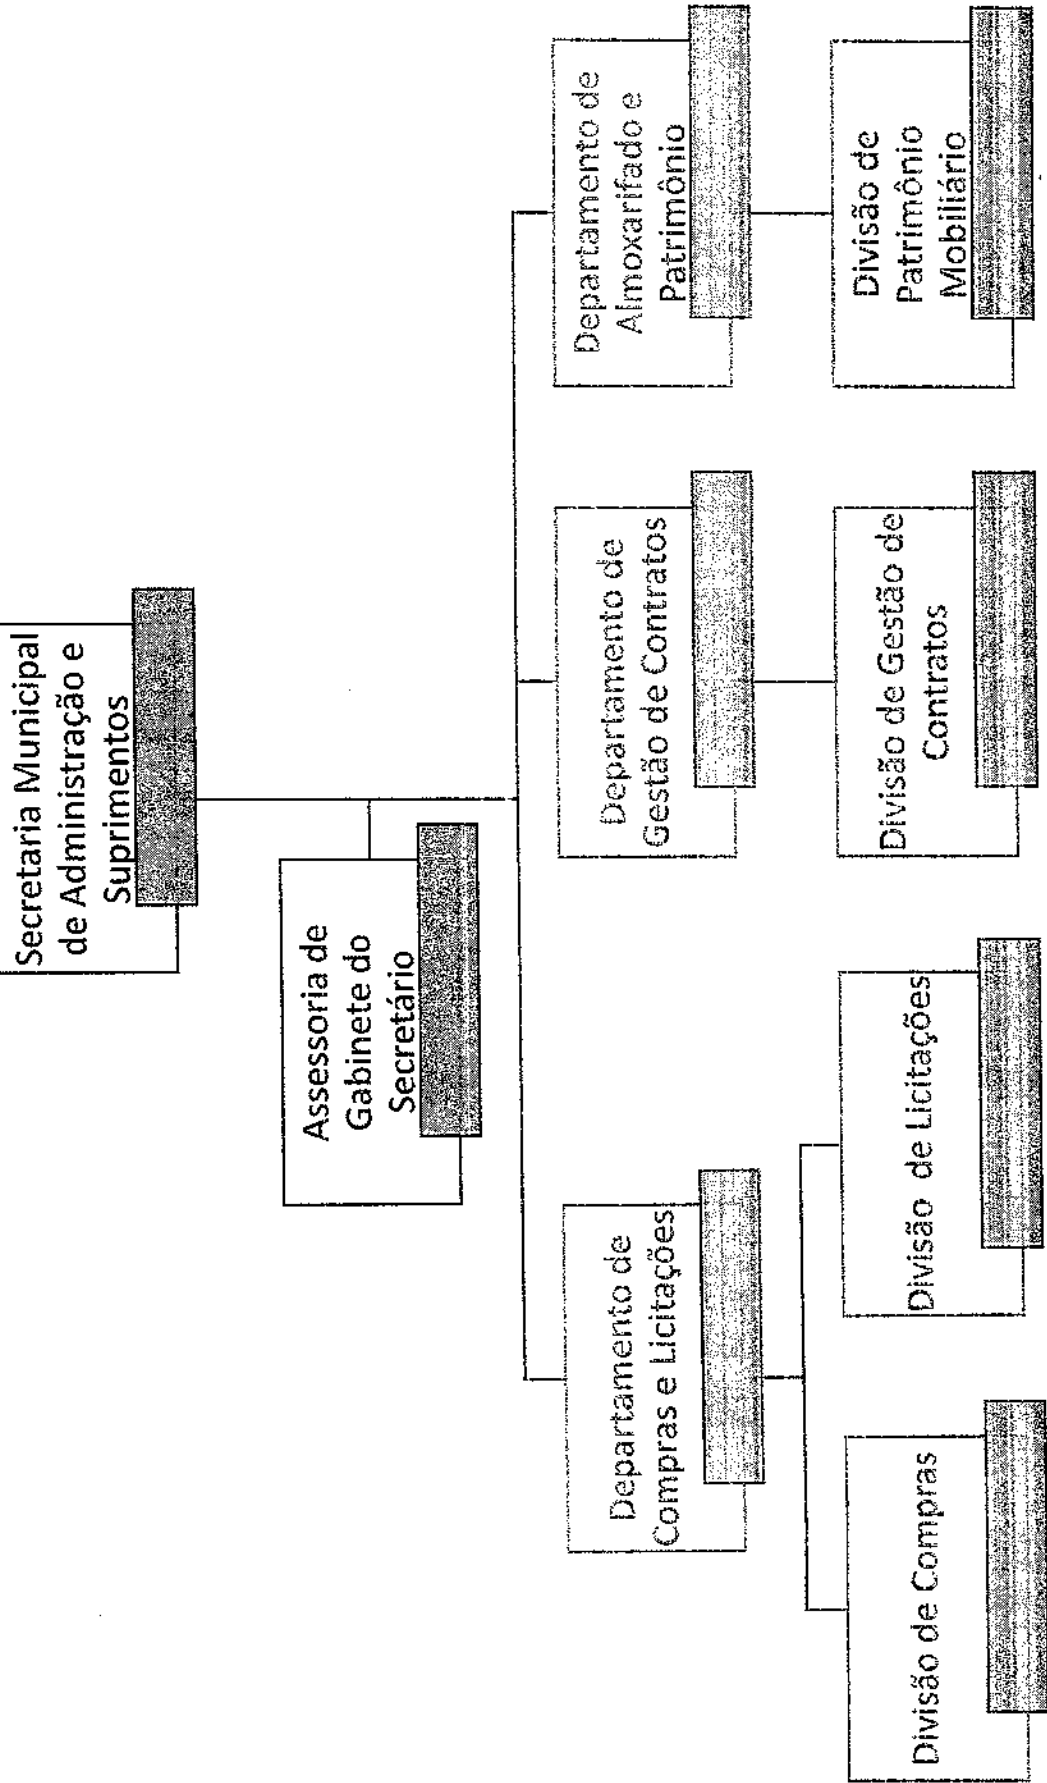 Secretaria Municipal
de Administração e
Suprimentos
Assessoria de
Gabinete do
Secretário
Departamento de
Compras e Licitações
Departamento de
Gestão de Contratos
Departamento de
Almoxarifado e
Patrimônio
Divisão de Compras
Divisão de Licitações
Divisão de Gestão de
Contratos
Divisão de
Patrimônio
Mobiliário